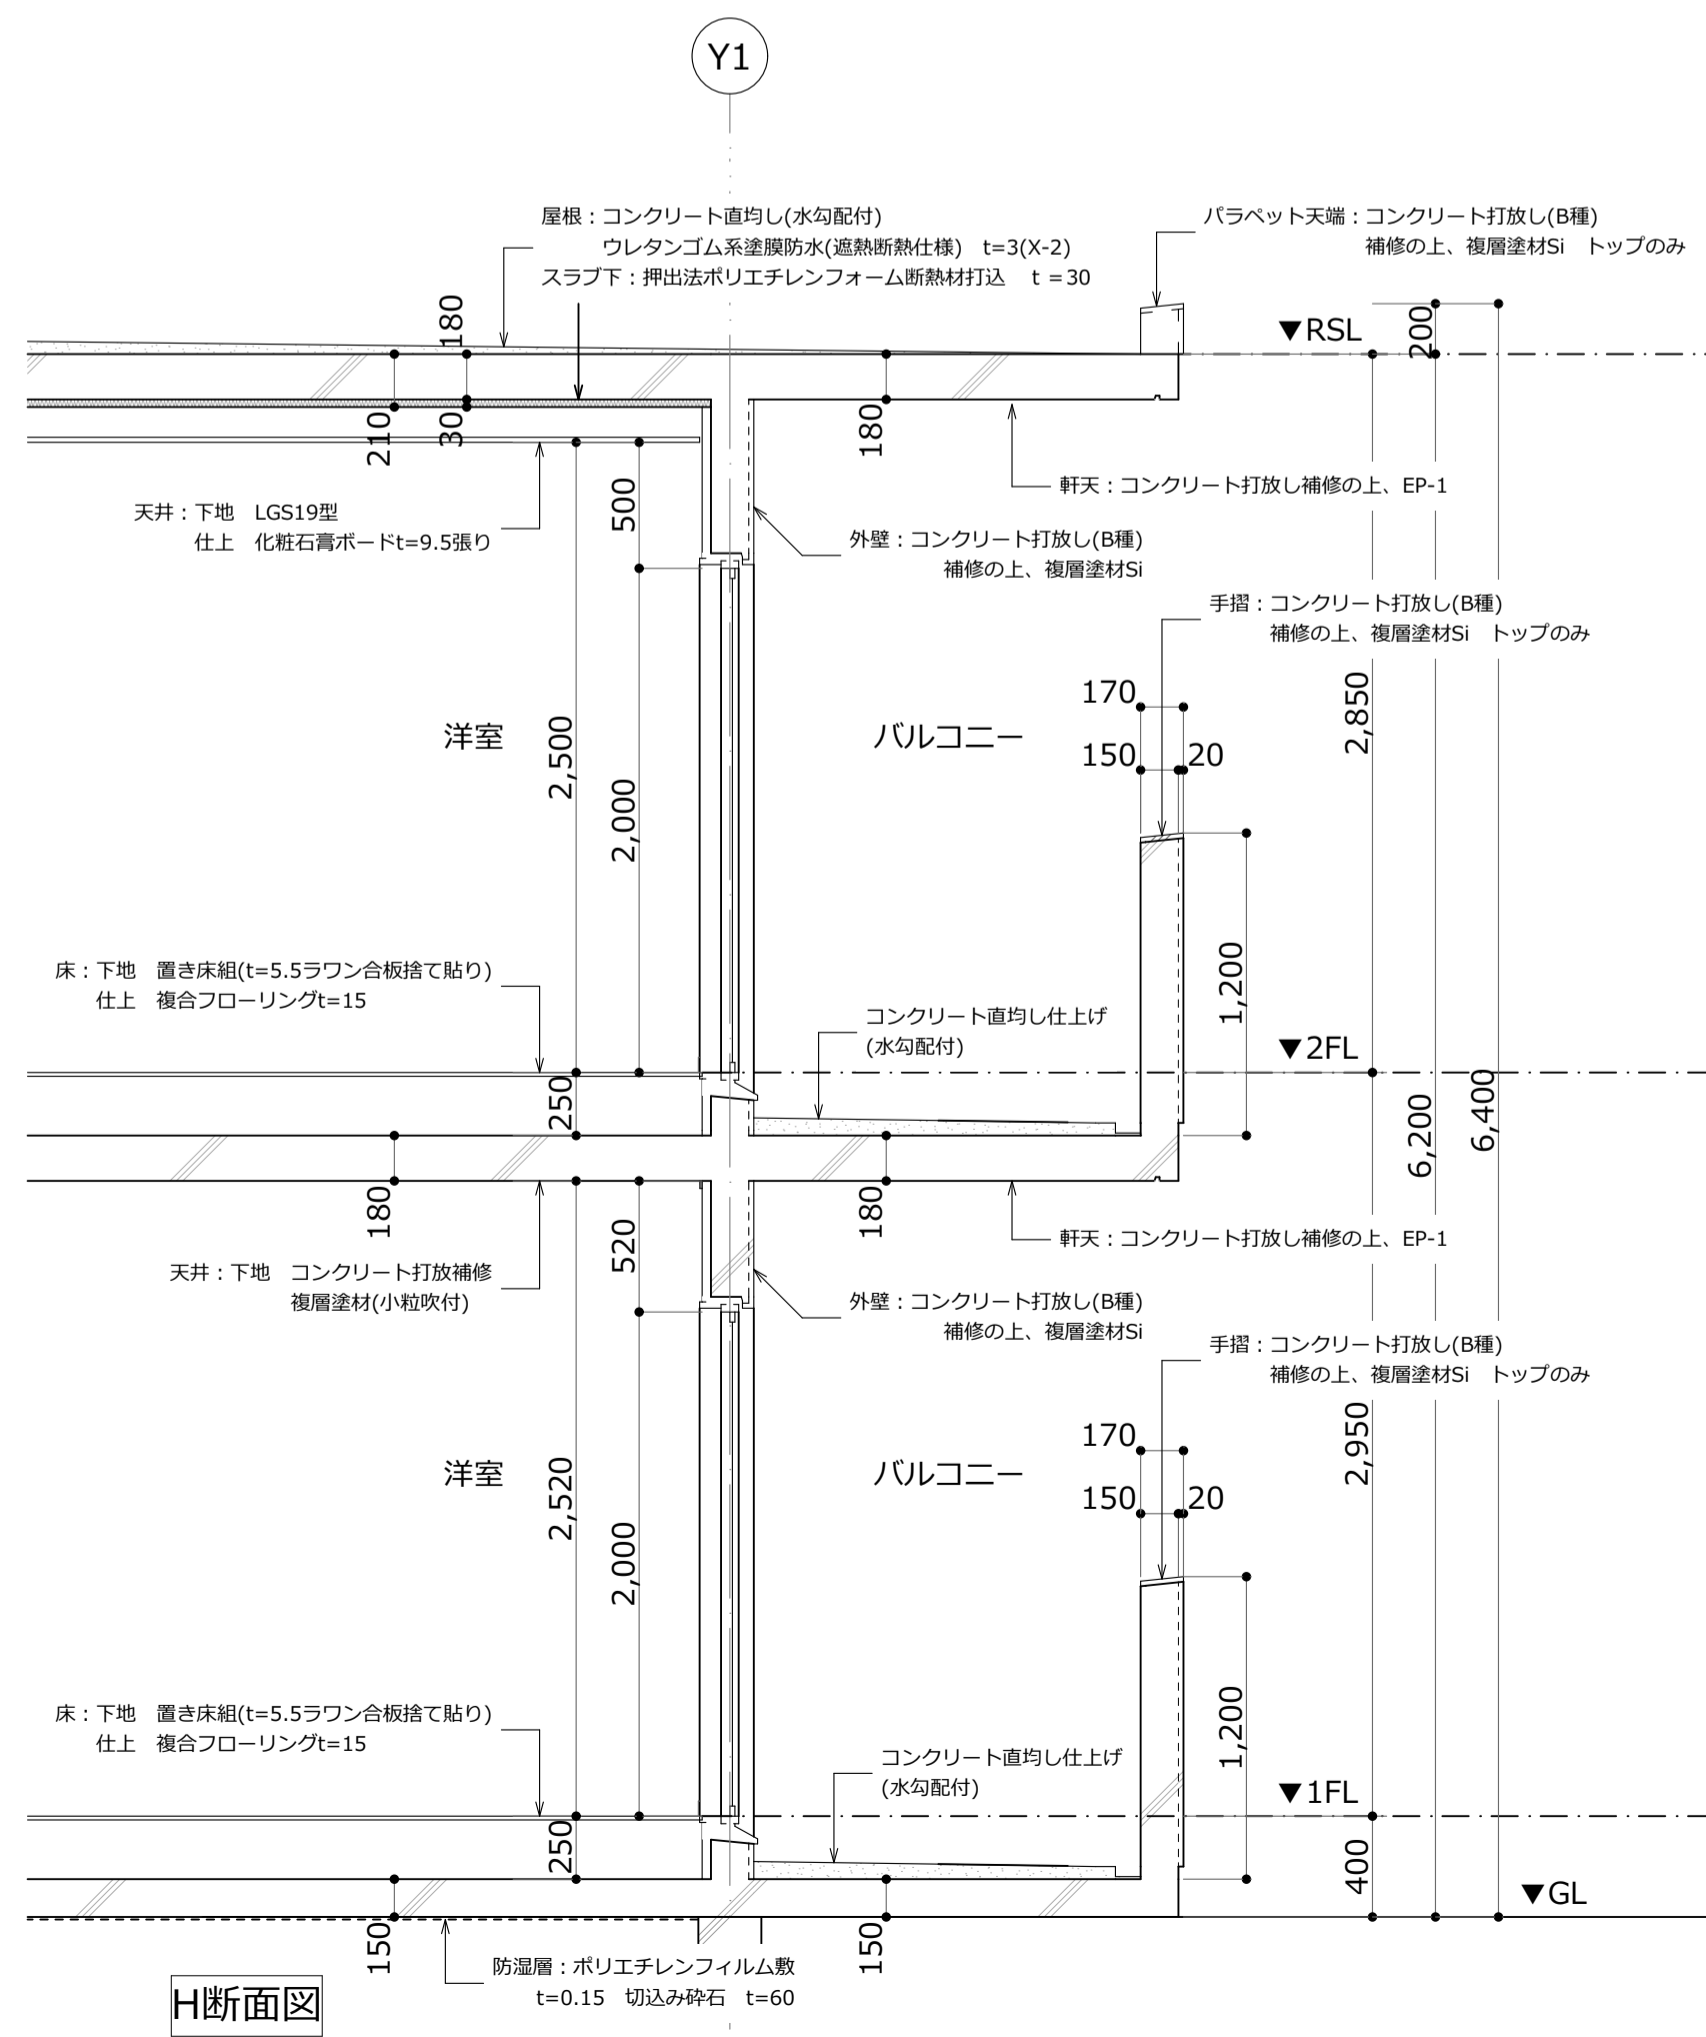 Y1
屋根：コンクリート直均し(水勾配付)
ウレタンゴム系塗膜防水(遮熱断熱仕様)　t=3(X-2)
スラブ下：押出法ポリエチレンフォーム断熱材打込　t＝30
パラペット天端：コンクリート打放し(B種)
補修の上、複層塗材Si　トップのみ
180
200
▼RSL
210
30
180
500
軒天：コンクリート打放し補修の上、EP-1
天井：下地　LGS19型
仕上　化粧石膏ボードt=9.5張り
外壁：コンクリート打放し(B種)
補修の上、複層塗材Si
手摺：コンクリート打放し(B種)
補修の上、複層塗材Si　トップのみ
170
2,850
洋室
2,500
バルコニー
150
20
2,000
床：下地　置き床組(t=5.5ラワン合板捨て貼り)
仕上　複合フローリングt=15
1,200
コンクリート直均し仕上げ
(水勾配付)
▼2FL
250
6,200
6,400
180
180
520
軒天：コンクリート打放し補修の上、EP-1
天井：下地　コンクリート打放補修
複層塗材(小粒吹付)
外壁：コンクリート打放し(B種)
補修の上、複層塗材Si
手摺：コンクリート打放し(B種)
補修の上、複層塗材Si　トップのみ
170
2,950
洋室
2,520
バルコニー
150
20
2,000
床：下地　置き床組(t=5.5ラワン合板捨て貼り)
仕上　複合フローリングt=15
1,200
コンクリート直均し仕上げ
(水勾配付)
▼1FL
250
400
▼GL
150
150
防湿層：ポリエチレンフィルム敷
t=0.15　切込み砕石　t=60
H断面図